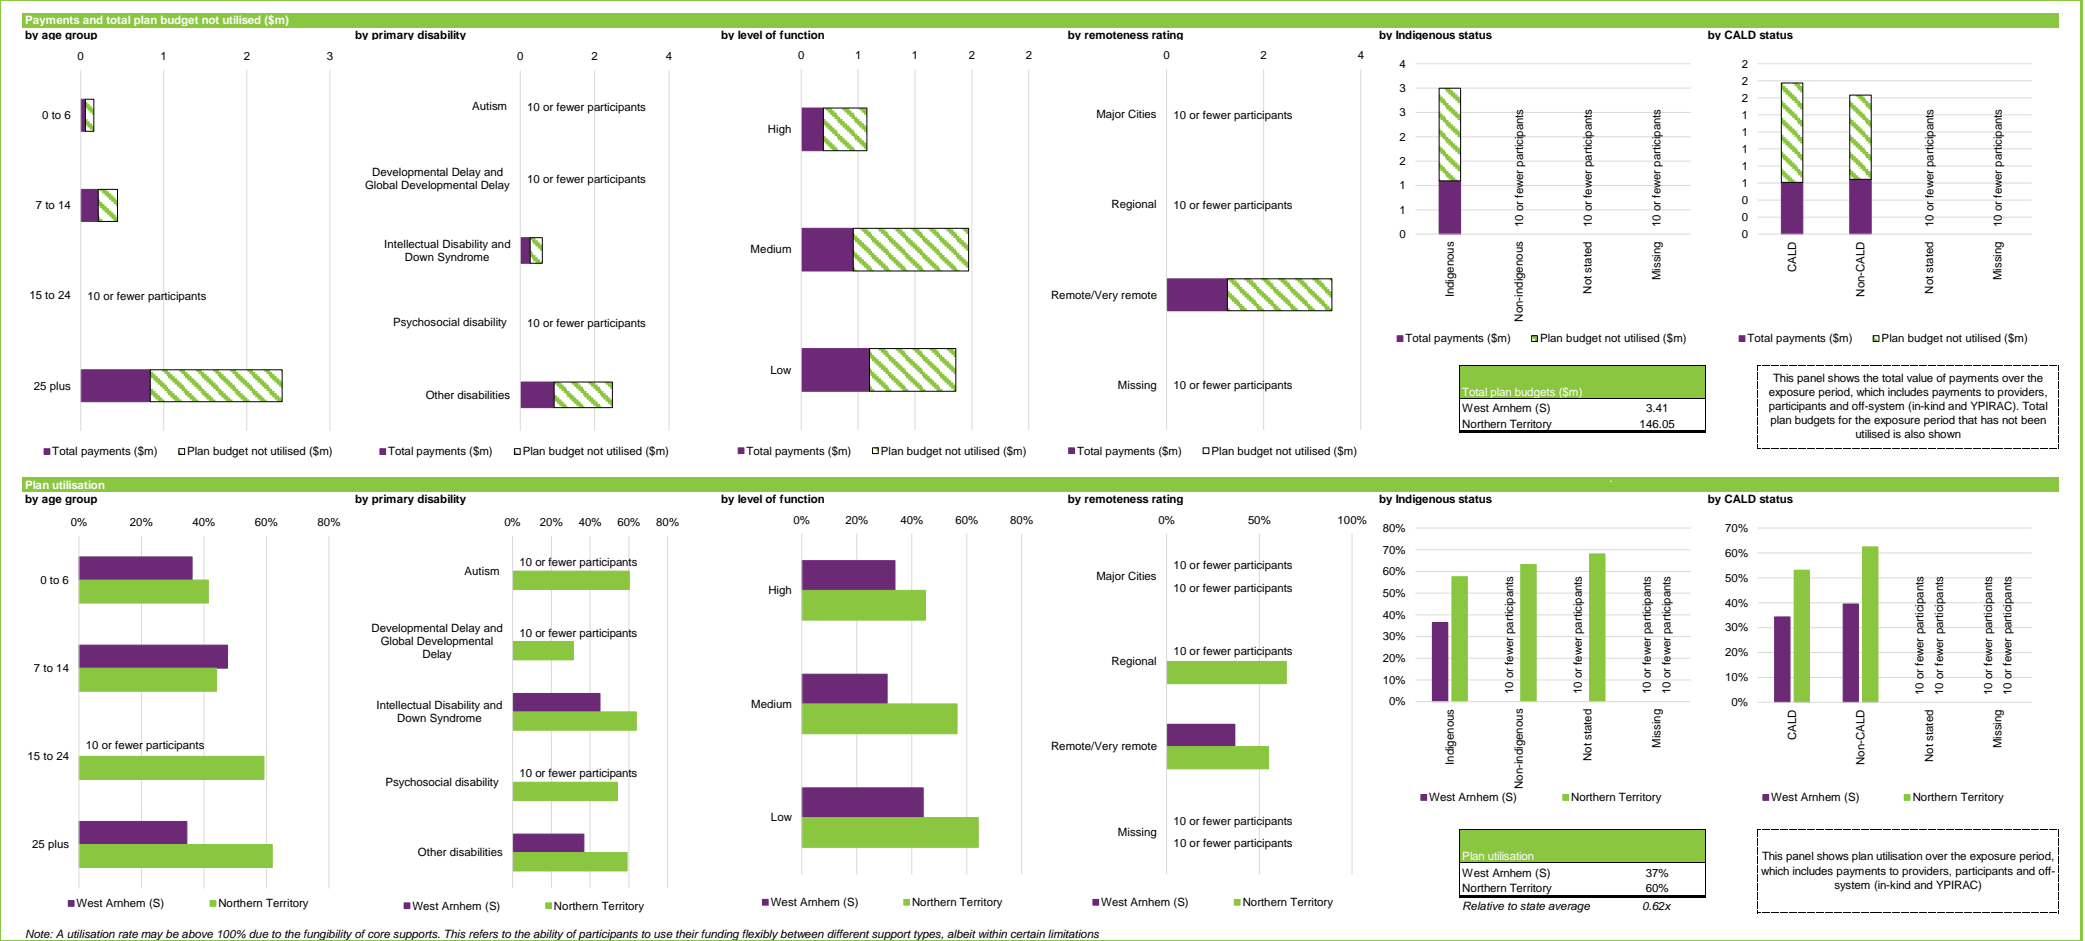 Payments and total plan budget not utilised ($m)
by age group
0 1 2 3
0 to 6
7 to 14
15 to 24 10 or fewer participants
25 plus
Total payments ($m) Plan budget not utilised ($m)
by primary disability
0 2 4
Autism 10 or fewer participants
Developmental Delay and
Global Developmental Delay
10 or fewer participants
Intellectual Disability and
Down Syndrome
Psychosocial disability 10 or fewer participants
Other disabilities
Total payments ($m) Plan budget not utilised ($m)
by level of function
0 1 1 2 2
High
Medium
Low
Total payments ($m) Plan budget not utilised ($m)
by remoteness rating
0 2 4
Major Cities 10 or fewer participants
Regional 10 or fewer participants
Remote/Very remote
Missing 10 or fewer participants
Total payments ($m) Plan budget not utilised ($m)
by Indigenous status
4
3
3
2
2
1
1
0
10 or fewer participants
10 or fewer participants
10 or fewer participants
Indigenous
Non-indigenous
Not stated
Missing
Total payments ($m) Plan budget not utilised ($m)
Total plan budgets ($m)
West Arnhem (S) 3.41
Northern Territory 146.05
by CALD status
2
2
2
1
1
1
1
1
0
0
0
10 or fewer participants
10 or fewer participants
CALD
Non-CALD
Not stated
Missing
Total payments ($m) Plan budget not utilised ($m)
This panel shows the total value of payments over the
exposure period, which includes payments to providers,
participants and off-system (in-kind and YPIRAC). Total
plan budgets for the exposure period that has not been
utilised is also shown
Plan utilisation
by age group
0% 20% 40% 60% 80%
0 to 6
7 to 14
15 to 24 10 or fewer participants
25 plus
West Arnhem (S) Northern Territory
by primary disability
0% 20% 40% 60% 80%
Autism 10 or fewer participants
Developmental Delay and
Global Developmental
Delay
10 or fewer participants
Intellectual Disability and
Down Syndrome
Psychosocial disability 10 or fewer participants
Other disabilities
West Arnhem (S) Northern Territory
by level of function
0% 20% 40% 60% 80%
High
Medium
Low
West Arnhem (S) Northern Territory
by remoteness rating
0% 50% 100%
Major Cities 10 or fewer participants
10 or fewer participants
Regional 10 or fewer participants
Remote/Very remote
Missing 10 or fewer participants
10 or fewer participants
West Arnhem (S) Northern Territory
by Indigenous status
80%
70%
60%
50%
40%
30%
20%
10%
0%
10 or fewer participants
10 or fewer participants
10 or fewer participants
10 or fewer participants
Indigenous
Non-indigenous
Not stated
Missing
West Arnhem (S) Northern Territory
Plan utilisation
West Arnhem (S) 37%
Northern Territory 60%
Relative to state average 0.62x
by CALD status
70%
60%
50%
40%
30%
20%
10%
0%
10 or fewer participants
10 or fewer participants
10 or fewer participants
10 or fewer participants
CALD
Non-CALD
Not stated
Missing
West Arnhem (S) Northern Territory
This panel shows plan utilisation over the exposure period,
which includes payments to providers, participants and off-
system (in-kind and YPIRAC)
Note: A utilisation rate may be above 100% due to the fungibility of core supports. This refers to the ability of participants to use their funding flexibly between different support types, albeit within certain limitations